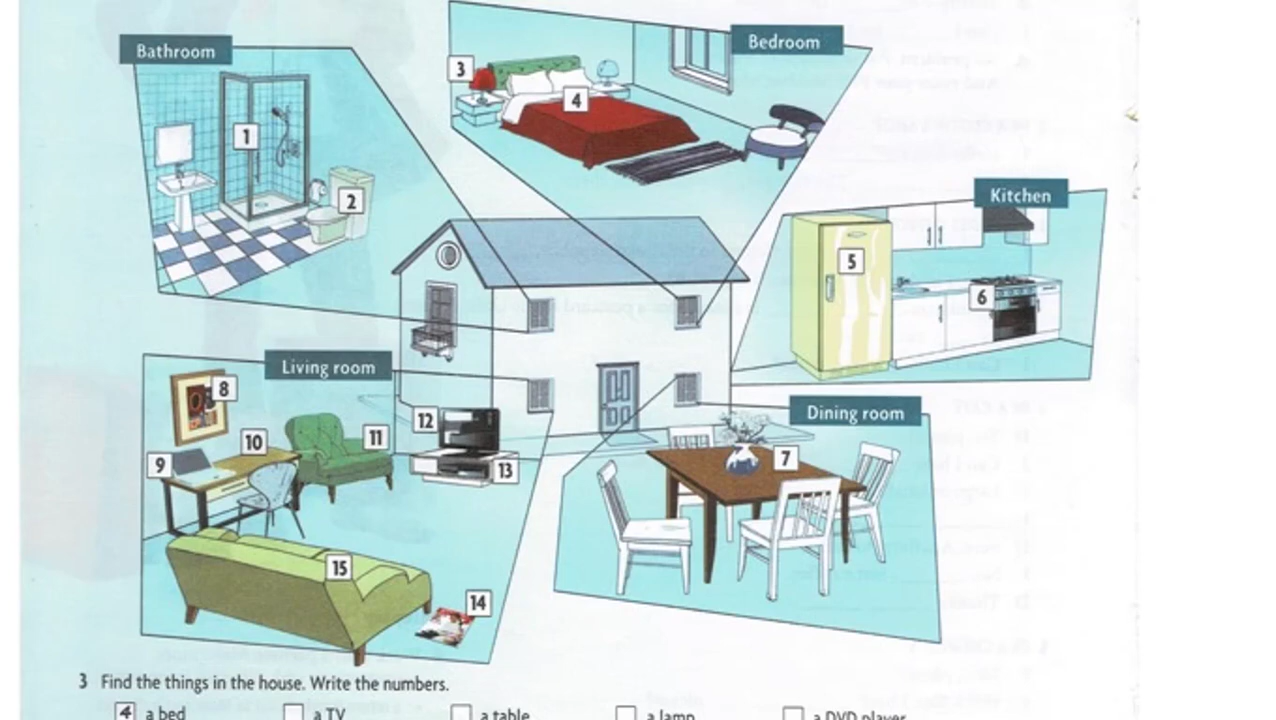 Bathroom
Bedroom
3
4
1
2
Kitchen
5
6
Living room
8
12
Dining room
10
11
9
13
7
15
14
3 Find the things in the house. Write the numbers.
4 a bed
a TV
a table
a lamp
a DVD player